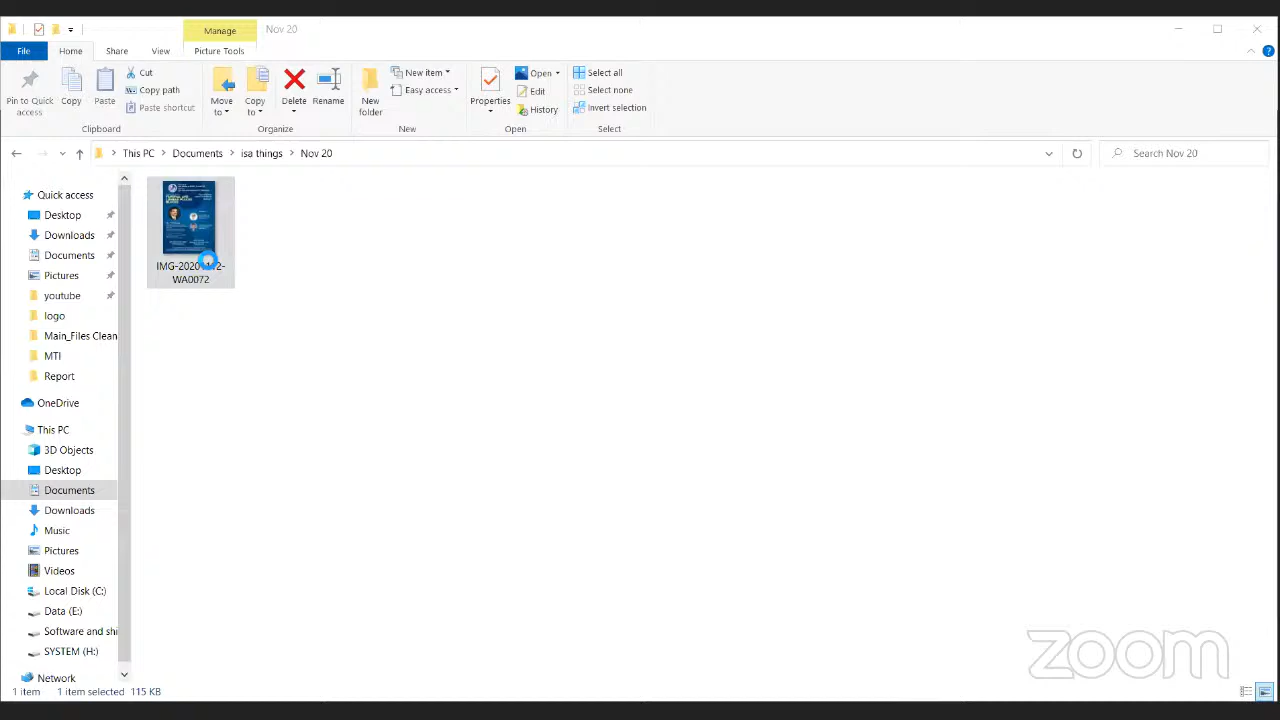 Manage
Nov 20
File
Home
Share
View
Picture Tools
Pin to Quick access
Copy
Paste
Cut
Copy path
Paste shortcut
Clipboard
Move to
Copy to
Delete
Rename
Organize
New folder
New item
Easy access
New
Properties
Open
Edit
History
Open
Select all
Select none
Invert selection
Select
This PC
Documents
isa things
Nov 20
Search Nov 20
Quick access
Desktop
Downloads
Documents
Pictures
youtube
logo
Main_Files Clean
MTI
Report
OneDrive
This PC
3D Objects
Desktop
Documents
Downloads
Music
Pictures
Videos
Local Disk (C:)
Data (E:)
Software and shi
SYSTEM (H:)
Network
WA0072
1 item
1 item selected
115 KB
zoom